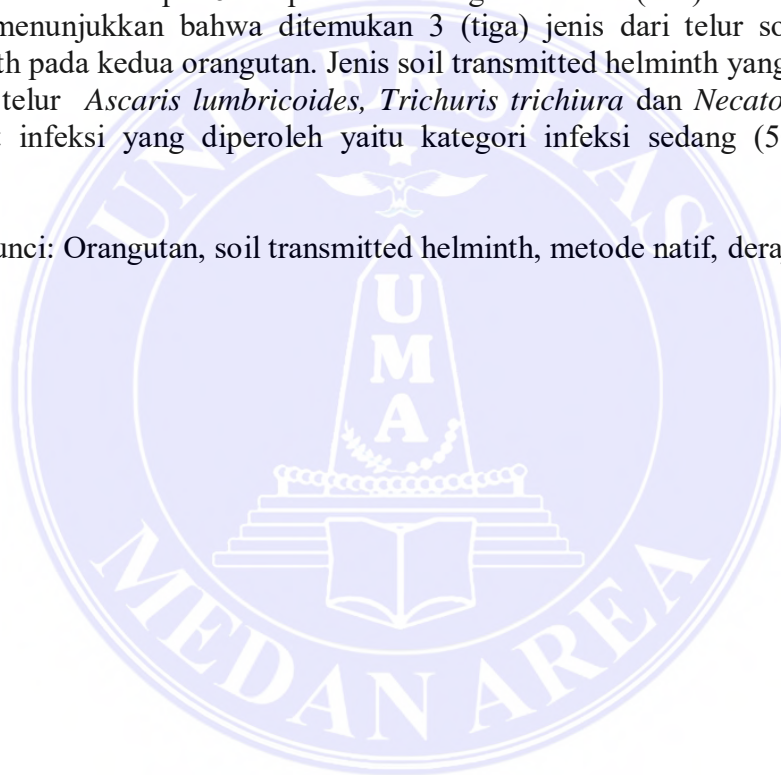 menunjukkan bahwa ditemukan 3 (tiga) jenis dari telur so
th pada kedua orangutan. Jenis soil transmitted helminth yang
telur Ascaris lumbricoides, Trichuris trichiura dan Necato
t infeksi yang diperoleh yaitu kategori infeksi sedang (5
unci: Orangutan, soil transmitted helminth, metode natif, dera
UNIVERSITAS
UMA
MEDAN AREA